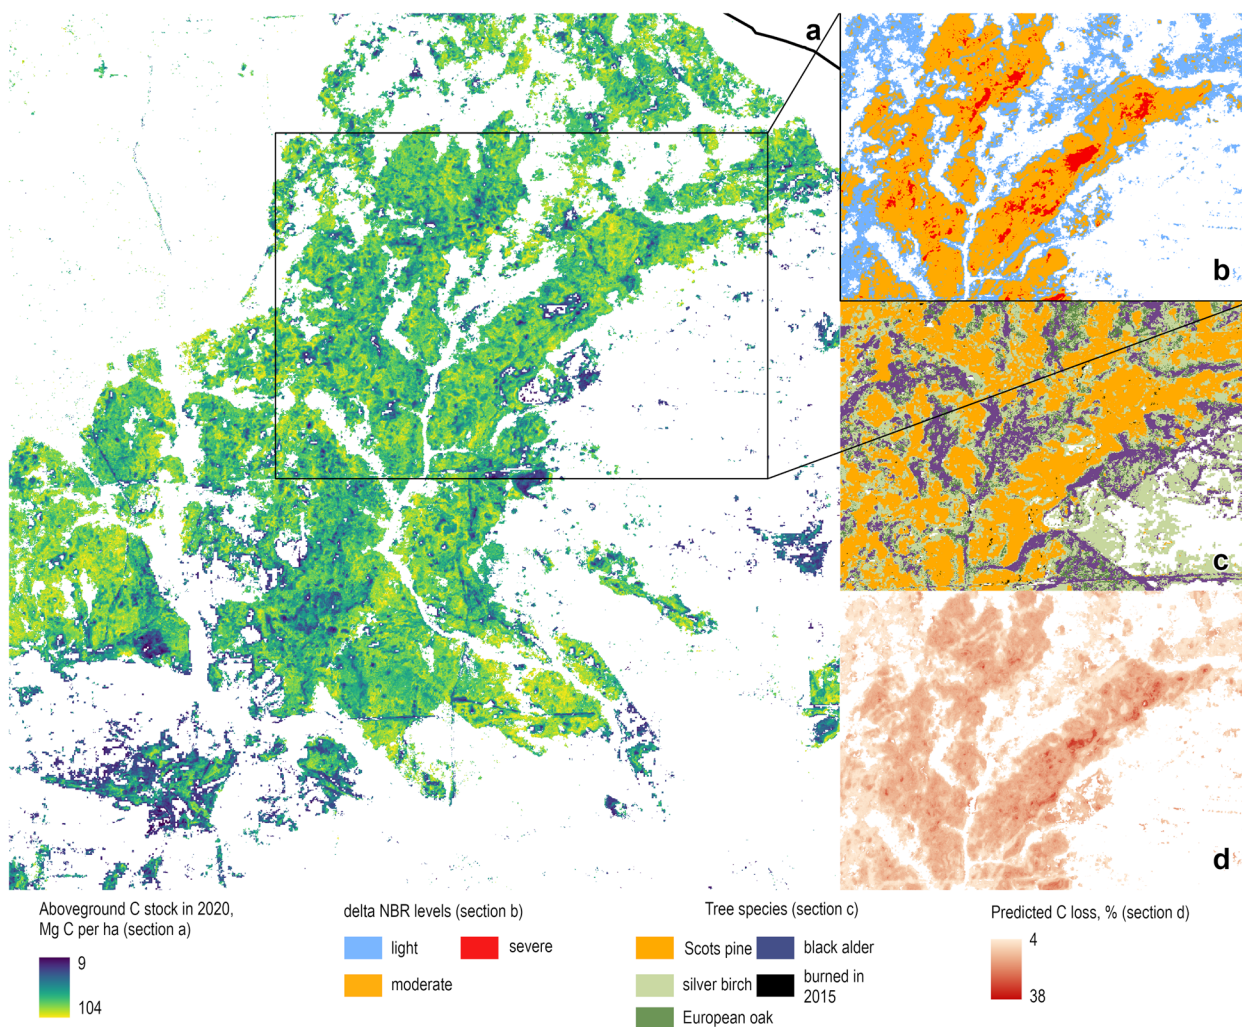 a
b
c
d
Aboveground C stock in 2020,
Mg C per ha (section a)
9
104
delta NBR levels (section b)
light
severe
moderate
Tree species (section c)
Scots pine
black alder
silver birch
burned in
2015
European oak
Predicted C loss, % (section d)
4
38